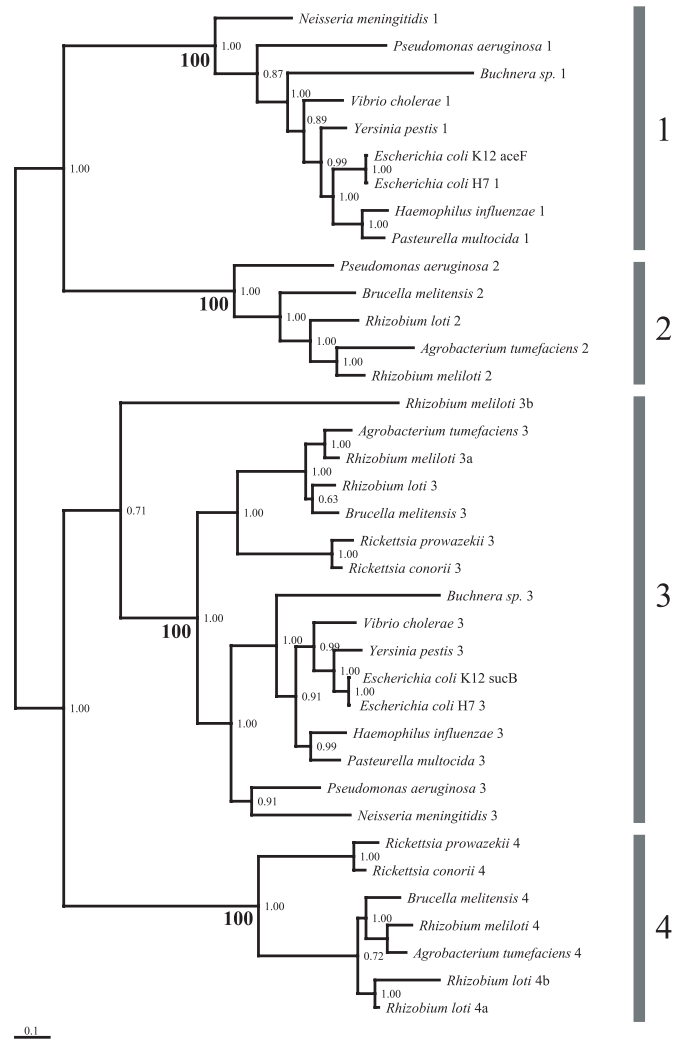 Neisseria meningitidis 1
1.00
100
Pseudomonas aeruginosa 1
0.87
Buchnera sp. 1
1.00
Vibrio cholerae 1
0.89
Yersinia pestis 1
1
0.99
Escherichia coli K12 aceF
1.00
1.00
Escherichia coli H7 1
1.00
Haemophilus influenzae 1
1.00
Pasteurella multocida 1
Pseudomonas aeruginosa 2
1.00
100
Brucella melitensis 2
1.00
Rhizobium loti 2
2
1.00
Agrobacterium tumefaciens 2
1.00
Rhizobium meliloti 2
Rhizobium meliloti 3b
Agrobacterium tumefaciens 3
1.00
Rhizobium meliloti 3a
1.00
Rhizobium loti 3
0.63
0.71
1.00
Brucella melitensis 3
Rickettsia prowazekii 3
1.00
Rickettsia conorii 3
Buchnera sp. 3
3
1.00
100
Vibrio cholerae 3
1.00
0.99
Yersinia pestis 3
1.00
Escherichia coli K12 sucB
1.00
0.91
Escherichia coli H7 3
1.00
1.00
Haemophilus influenzae 3
0.99
Pasteurella multocida 3
Pseudomonas aeruginosa 3
0.91
Neisseria meningitidis 3
Rickettsia prowazekii 4
1.00
Rickettsia conorii 4
Brucella melitensis 4
1.00
100
1.00
Rhizobium meliloti 4
4
0.72
Agrobacterium tumefaciens 4
Rhizobium loti 4b
1.00
Rhizobium loti 4a
0.1